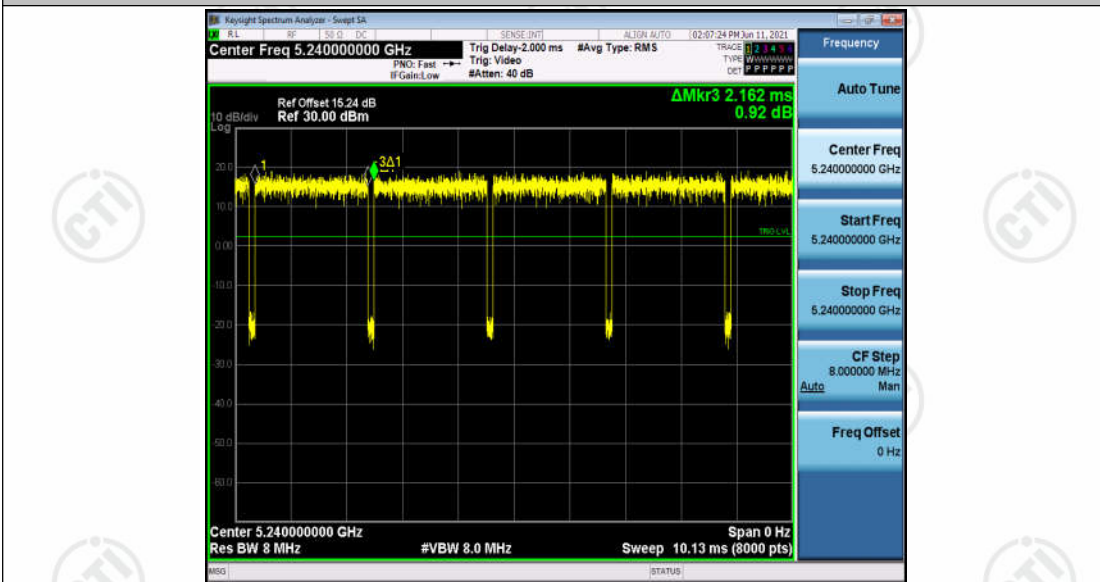 Keysight Spectrum Analyzer - Swept SA
RL RF 50 Ω DC SENSE:INT ALIGN AUTO 02:07:24 PM Jun 11, 2021
Center Freq 5.240000000 GHz
PNO: Fast
IFGain:Low
Trig Delay-2.000 ms
Trig: Video
#Atten: 40 dB
#Avg Type: RMS
TRACE 1 2 3 4 5 6
TYPE WWWWWW
DET P P P P P P
Frequency
Auto Tune
Center Freq
5.240000000 GHz
Start Freq
5.240000000 GHz
Stop Freq
5.240000000 GHz
CF Step
8.000000 MHz
Auto Man
Freq Offset
0 Hz
ΔMkr3 2.162 ms
0.92 dB
Ref Offset 15.24 dB
10 dB/div Ref 30.00 dBm
Log
1
3Δ1
20.0
10.0
0.00
-10.0
-20.0
-30.0
-40.0
-50.0
-60.0
TRIG LVL
Center 5.240000000 GHz Span 0 Hz
Res BW 8 MHz #VBW 8.0 MHz Sweep 10.13 ms (8000 pts)
MSG STATUS
CTI
CTI